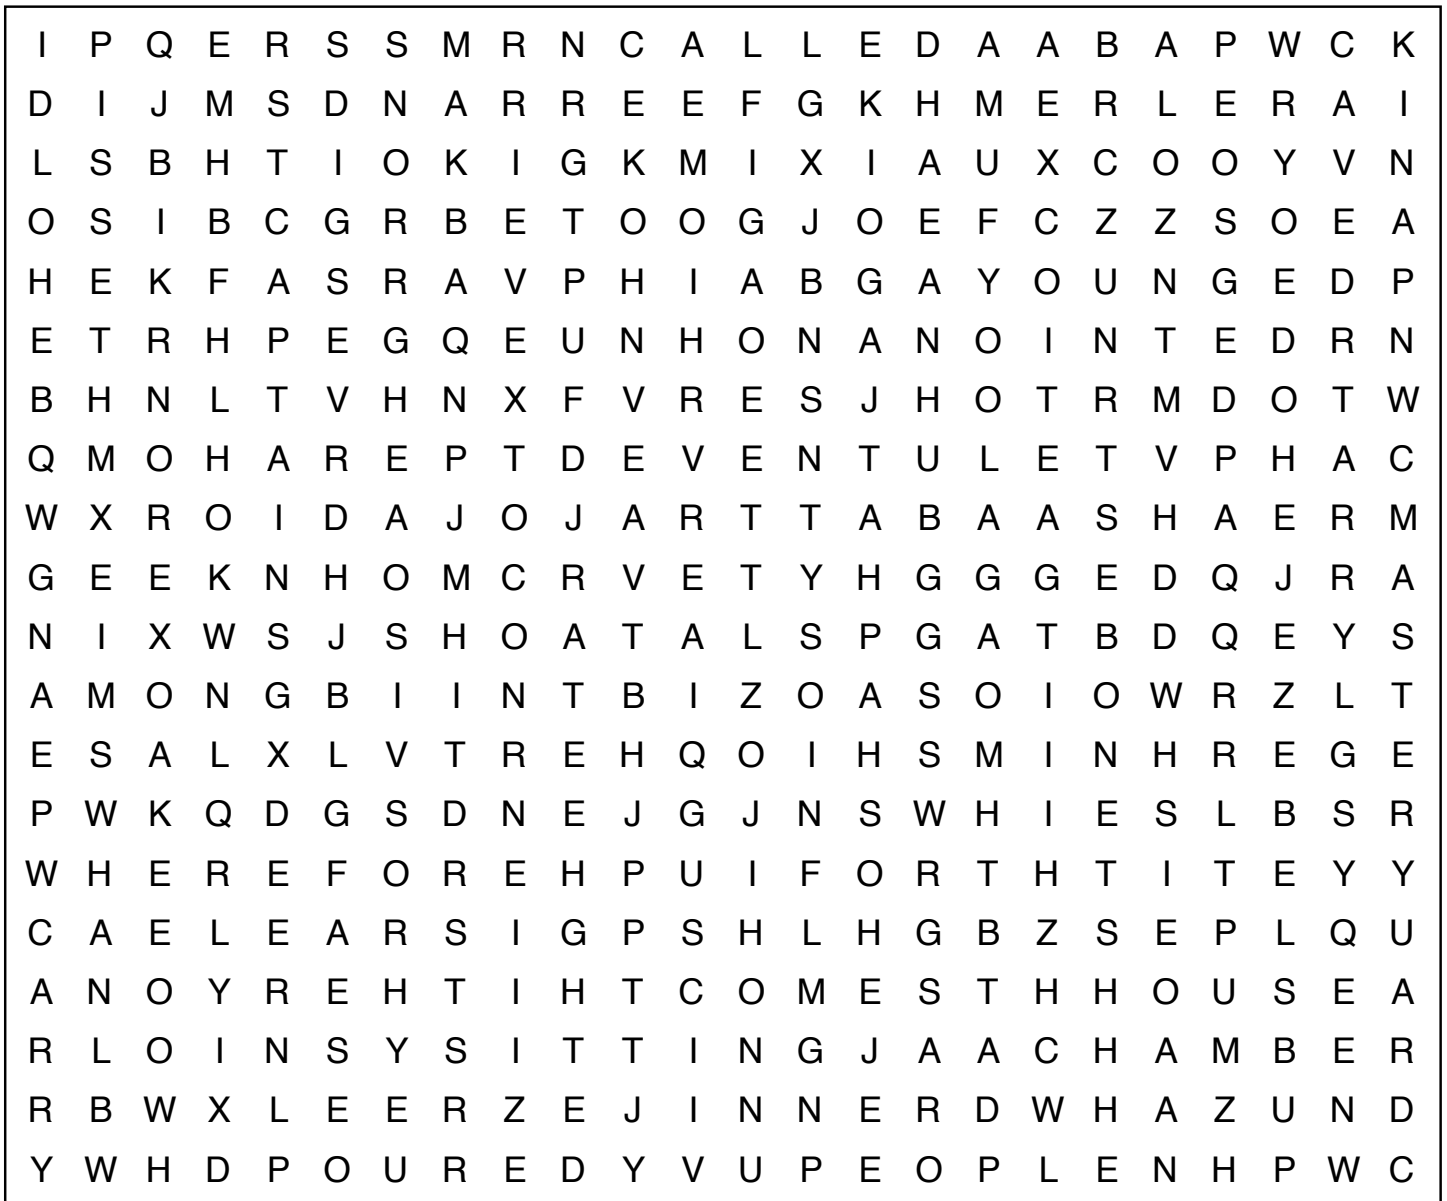 I P Q E R S S M R N C A L L E D A A B A P W C K
D I J M S D N A R R E E F G K H M E R L E R A I
L S B H T I O K I G K M I X I A U X C O O Y V N
O S I B C G R B E T O O G J O E F C Z Z S O E A
H E K F A S R A V P H I A B G A Y O U N G E D P
E T R H P E G Q E U N H O N A N O I N T E D R N
B H N L T V H N X F V R E S J H O T R M D O T W
Q M O H A R E P T D E V E N T U L E T V P H A C
W X R O I D A J O J A R T T A B A A S H A E R M
G E E K N H O M C R V E T Y H G G G E D Q J R A
N I X W S J S H O A T A L S P G A T B D Q E Y S
A M O N G B I I N T B I Z O A S O I O W R Z L T
E S A L X L V T R E H Q O I H S M I N H R E G E
P W K Q D G S D N E J G J N S W H I E S L B S R
W H E R E F O R E H P U I F O R T H T I T E Y Y
C A E L E A R S I G P S H L H G B Z S E P L Q U
A N O Y R E H T I H T C O M E S T H H O U S E A
R L O I N S Y S I T T I N G J A A C H A M B E R
R B W X L E E R Z E J I N N E R D W H A Z U N D
Y W H D P O U R E D Y V U P E O P L E N H P W C